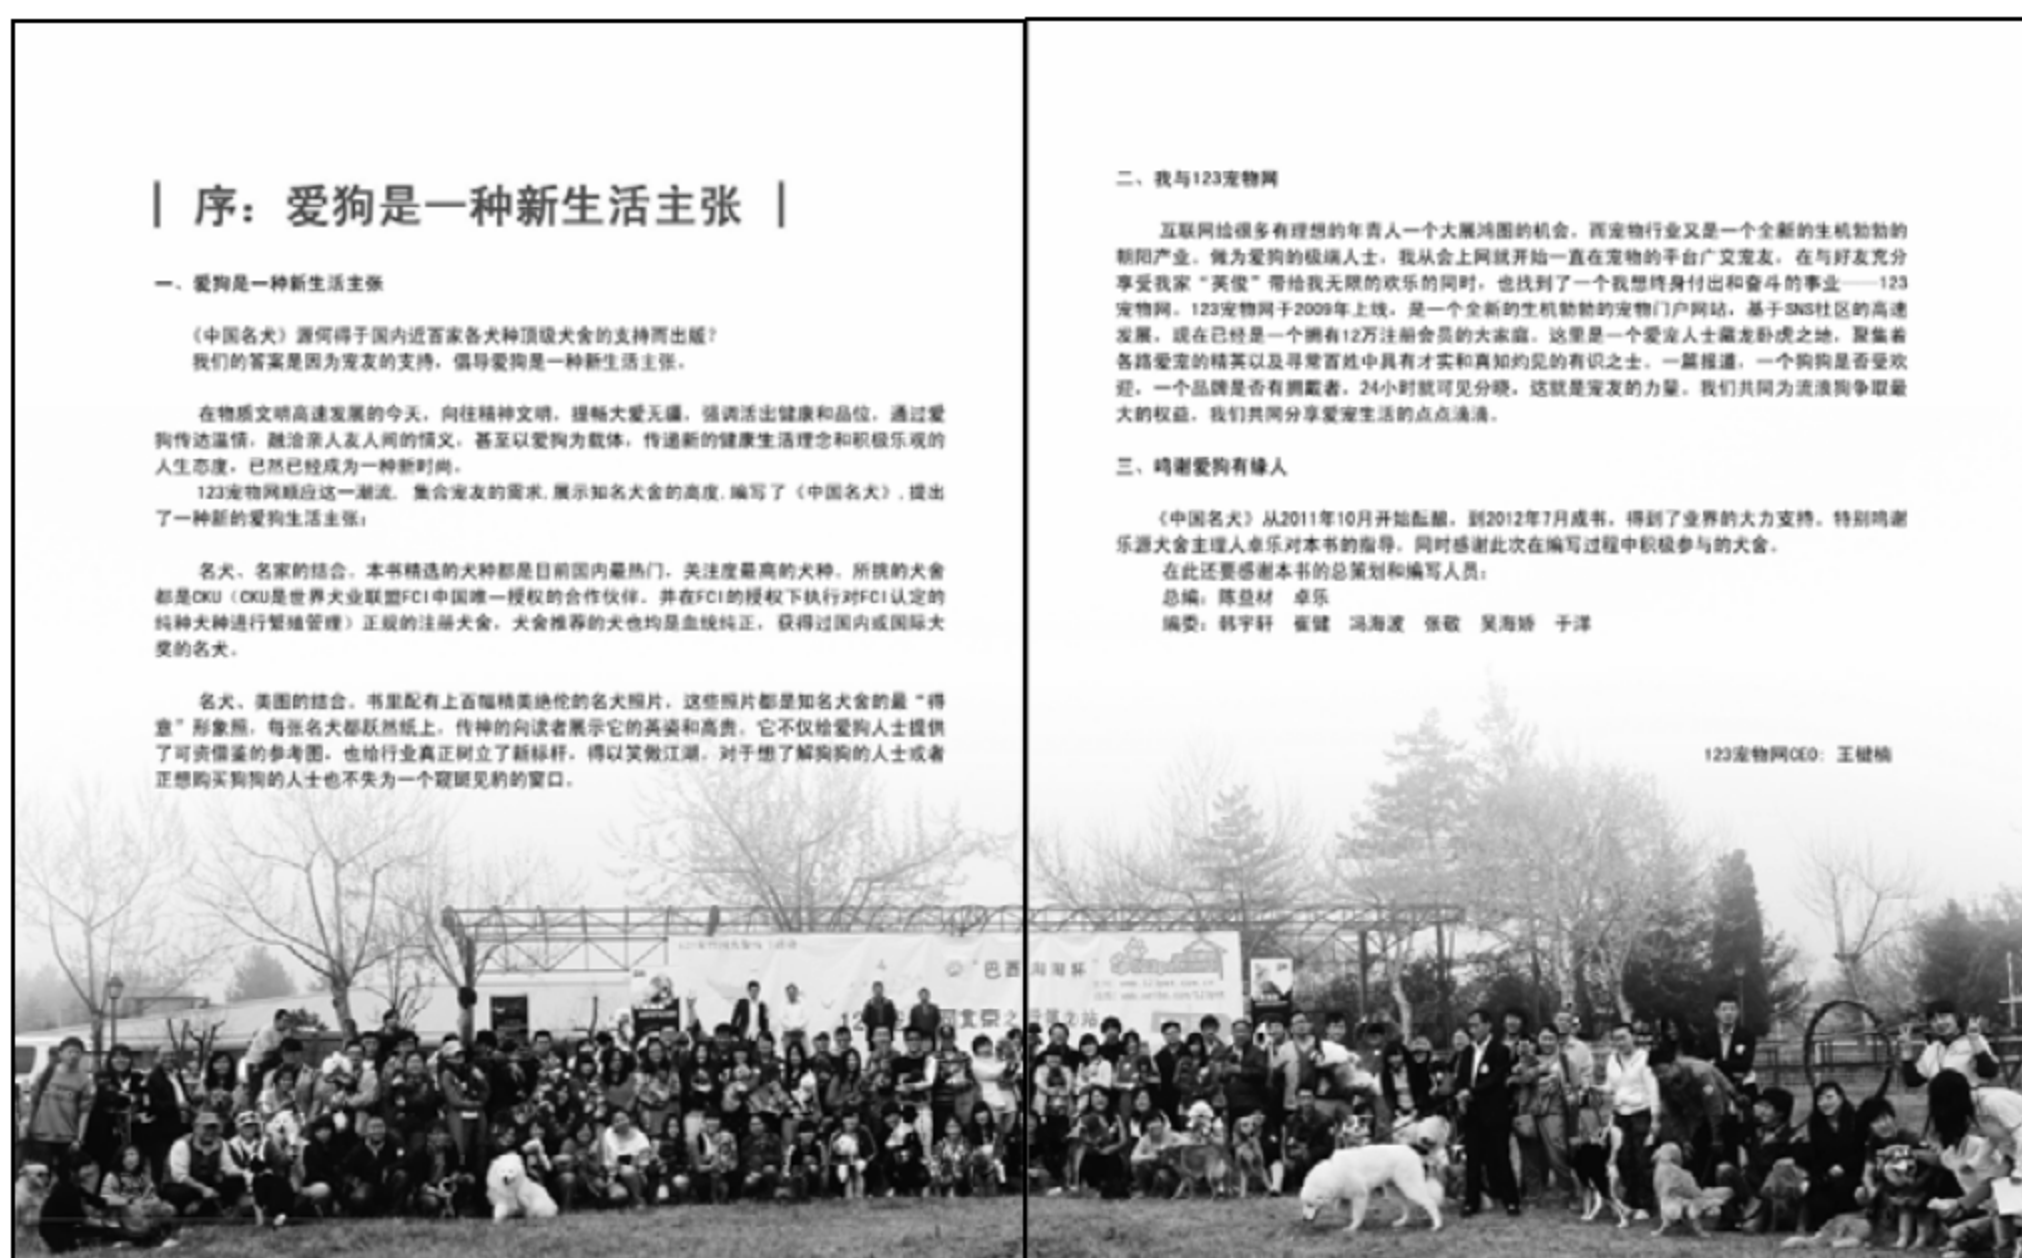 序：爱狗是一种新生活主张
一、爱狗是一种新生活主张
《中国名犬》源何得于国内近百家各犬种顶级犬舍的支持而出版？
我们的答案是因为宠友的支持，倡导爱狗是一种新生活主张。
在物质文明高速发展的今天，向往精神文明，提畅大爱无疆，强调活出健康和品位，通过爱
狗传达温情，融洽亲人友人间的情义，甚至以爱狗为载体，传递新的健康生活理念和积极乐观的
人生态度，已然已经成为一种新时尚。
123宠物网顺应这一潮流，集合宠友的需求,展示知名犬舍的高度,编写了《中国名犬》,提出
了一种新的爱狗生活主张：
名犬、名家的结合。本书精选的犬种都是目前国内最热门，关注度最高的犬种。所挑的犬舍
都是CKU（CKU是世界犬业联盟FCI中国唯一授权的合作伙伴。并在FCI的授权下执行对FCI认定的
纯种犬种进行繁殖管理）正规的注册犬舍，犬舍推荐的犬也均是血统纯正，获得过国内或国际大
奖的名犬。
名犬、美图的结合。书里配有上百幅精美绝伦的名犬照片，这些照片都是知名犬舍的最“得
意”形象照，每张名犬都跃然纸上，传神的向读者展示它的英姿和高贵。它不仅给爱狗人士提供
了可资借鉴的参考图，也给行业真正树立了新标杆，得以笑傲江湖。对于想了解狗狗的人士或者
正想购买狗狗的人士也不失为一个窥斑见豹的窗口。
二、我与123宠物网
互联网给很多有理想的年青人一个大展鸿图的机会，而宠物行业又是一个全新的生机勃勃的
朝阳产业。做为爱狗的极端人士，我从会上网就开始一直在宠物的平台广交宠友，在与好友充分
享受我家“英俊”带给我无限的欢乐的同时，也找到了一个我想终身付出和奋斗的事业——123
宠物网。123宠物网于2009年上线，是一个全新的生机勃勃的宠物门户网站，基于SNS社区的高速
发展，现在已经是一个拥有12万注册会员的大家庭。这里是一个爱宠人士藏龙卧虎之地，聚集着
各路爱宠的精英以及寻常百姓中具有才实和真知灼见的有识之士。一篇报道，一个狗狗是否受欢
迎，一个品牌是否有拥戴者，24小时就可见分晓，这就是宠友的力量。我们共同为流浪狗争取最
大的权益，我们共同分享爱宠生活的点点滴滴。
三、鸣谢爱狗有缘人
《中国名犬》从2011年10月开始酝酿，到2012年7月成书，得到了业界的大力支持。特别鸣谢
乐源犬舍主理人卓乐对本书的指导。同时感谢此次在编写过程中积极参与的犬舍。
在此还要感谢本书的总策划和编写人员：
总编：陈益材　卓乐
编委：韩宇轩　崔健　冯海波　张敬　吴海娇　于洋
123宠物网CEO：王楗楠